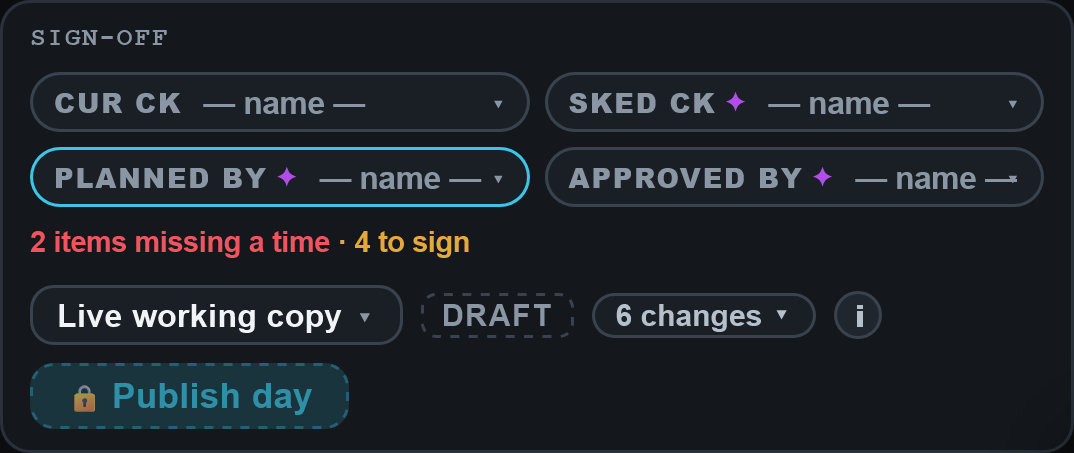 SIGN-OFF
CUR CK — name —
SKED CK ✦ — name —
PLANNED BY ✦ — name —
APPROVED BY ✦ — name —
2 items missing a time · 4 to sign
Live working copy
DRAFT
6 changes
i
Publish day